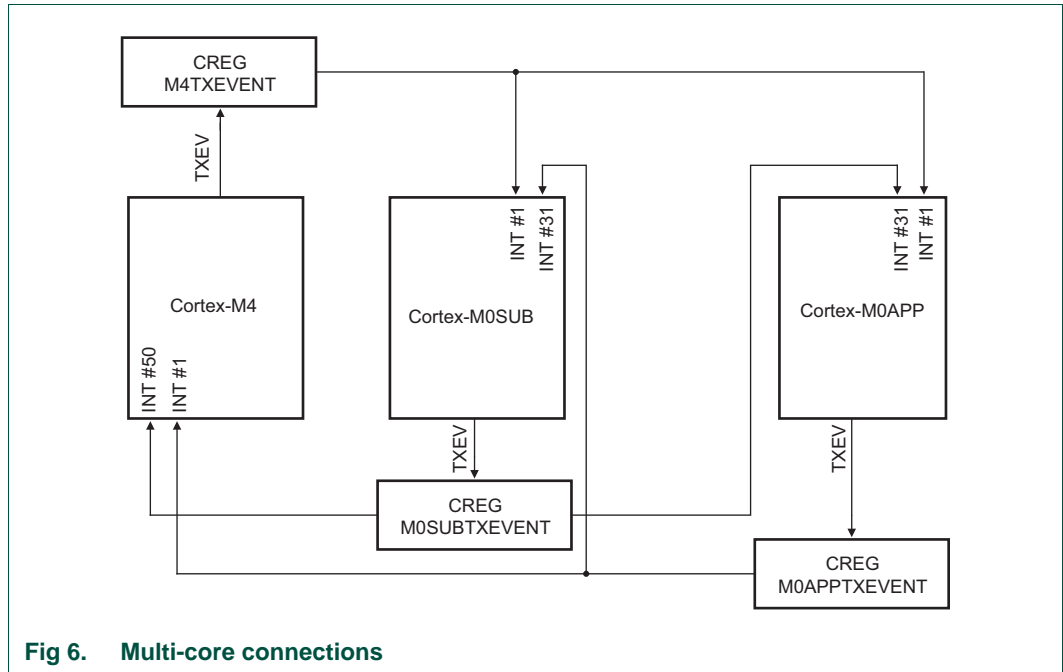 CREG
M4TXEVENT
TXEV
INT #1
INT #31
INT #31
INT #1
Cortex-M4
Cortex-M0SUB
Cortex-M0APP
INT #50
INT #1
TXEV
TXEV
CREG
M0SUBTXEVENT
CREG
M0APPTXEVENT
Fig 6. Multi-core connections